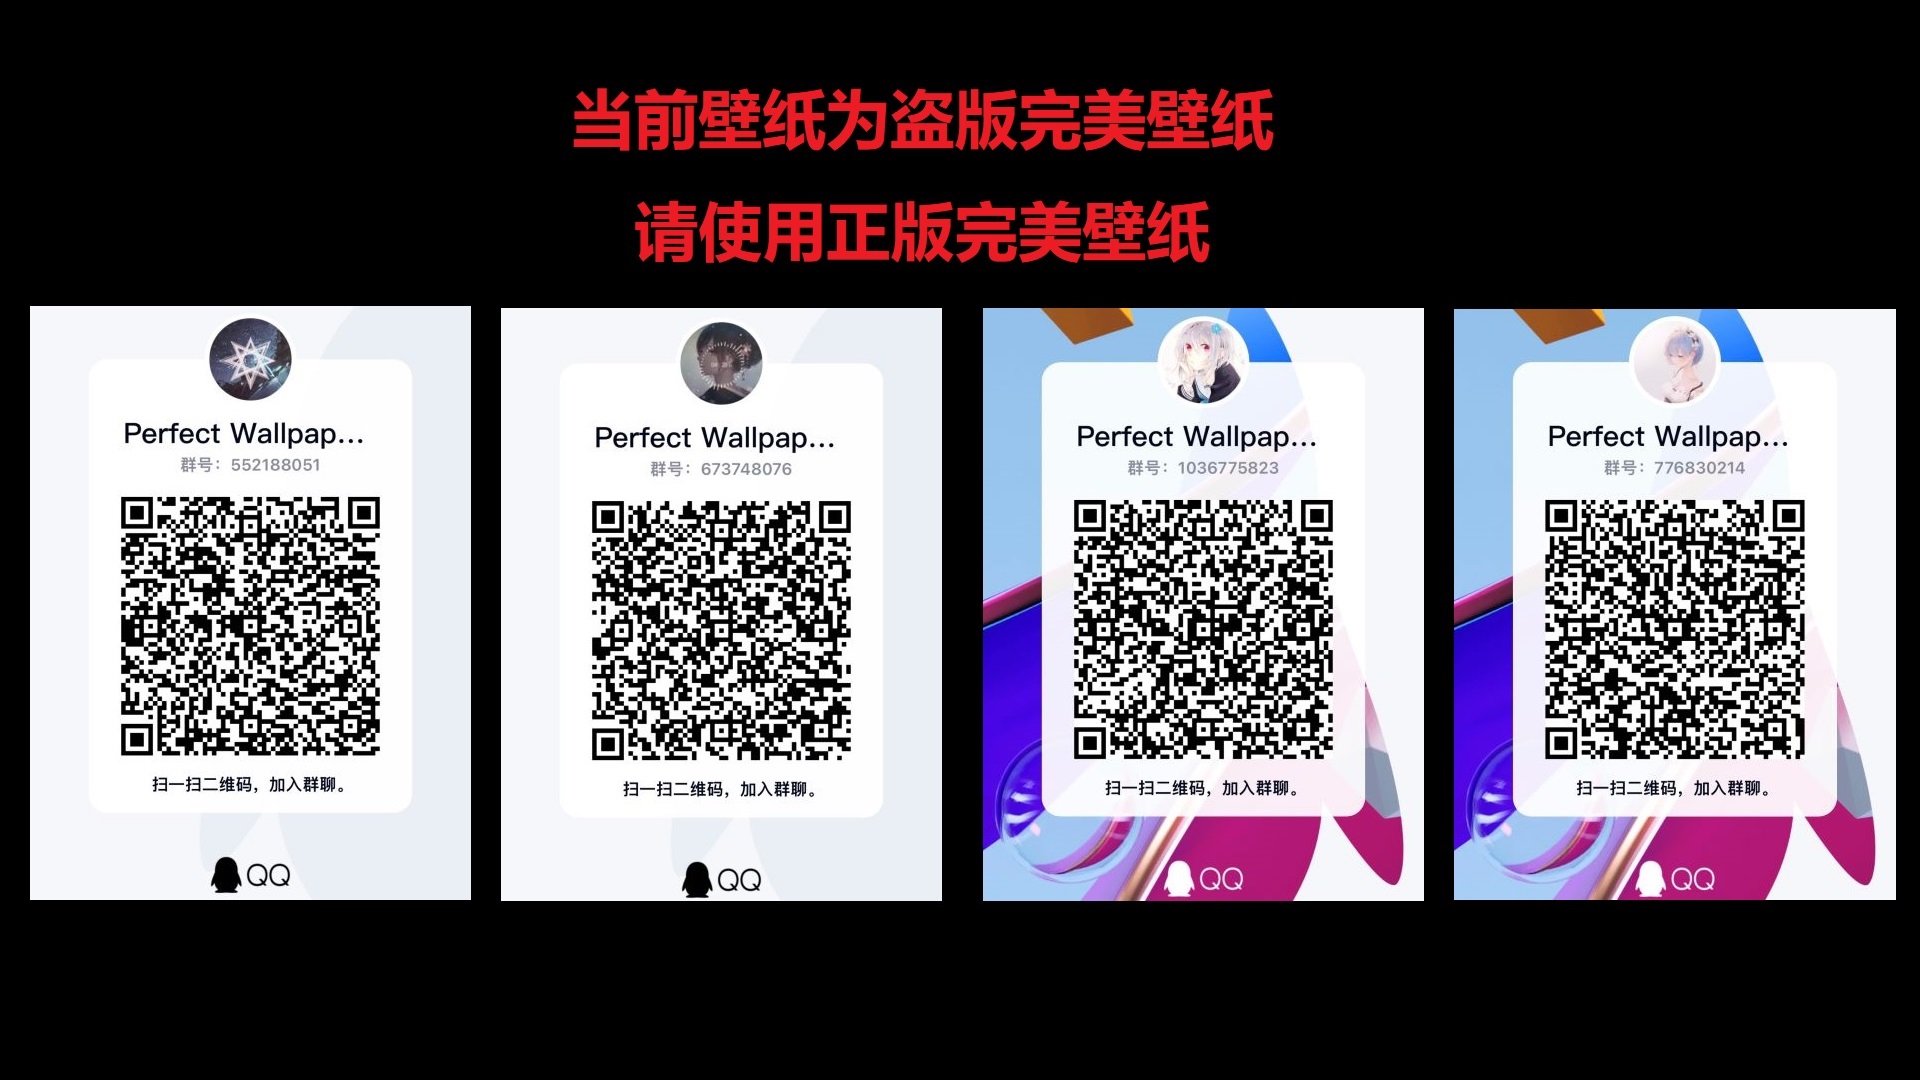 当前壁纸为盗版完美壁纸
请使用正版完美壁纸
Perfect Wallpap...
群号：552188051
扫一扫二维码，加入群聊。
QQ
Perfect Wallpap...
群号：673748076
扫一扫二维码，加入群聊。
QQ
Perfect Wallpap...
群号：1036775823
扫一扫二维码，加入群聊。
QQ
Perfect Wallpap...
群号：776830214
扫一扫二维码，加入群聊。
QQ